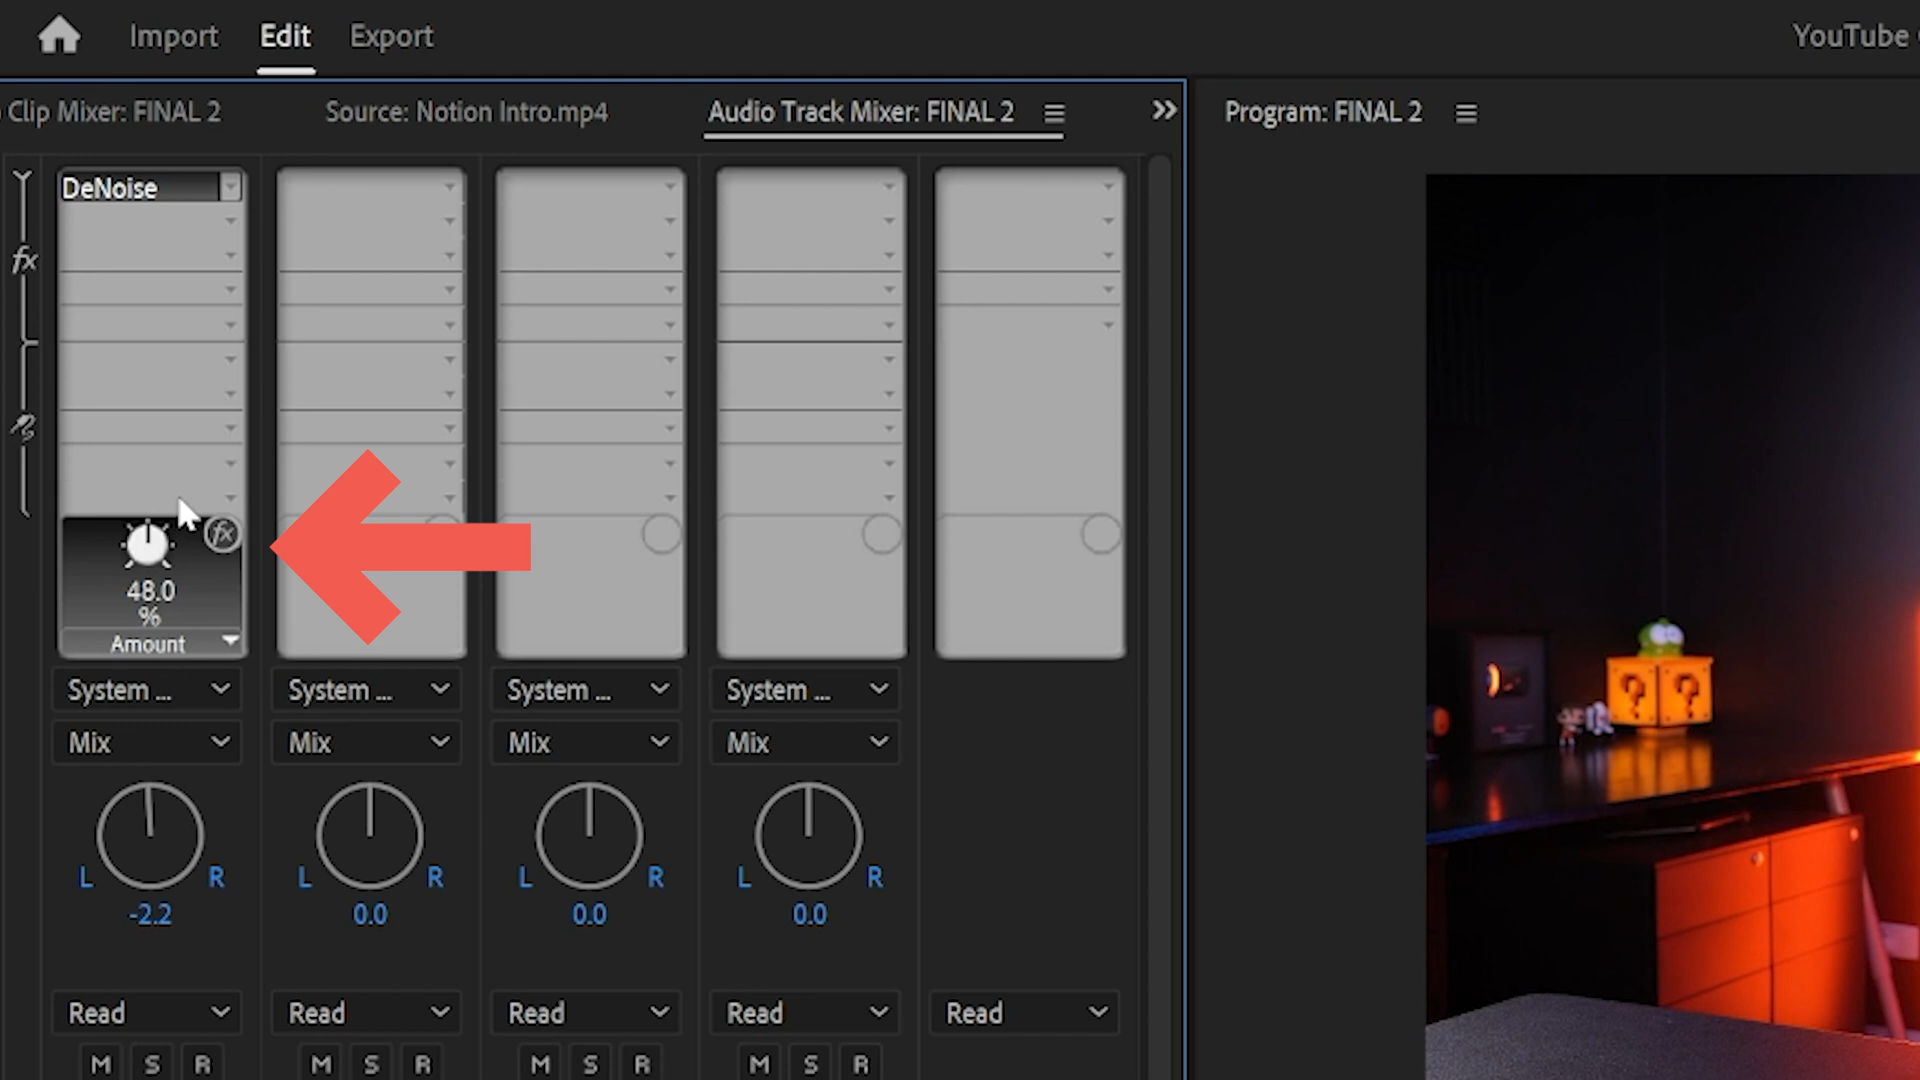 Import Edit Export YouTube
Clip Mixer: FINAL 2 Source: Notion Intro.mp4 Audio Track Mixer: FINAL 2 Program: FINAL 2
DeNoise
fx
fx
48.0
%
Amount
System ... System ... System ... System ...
Mix Mix Mix Mix
L R L R L R L R
-2.2 0.0 0.0 0.0
Read Read Read Read Read
M S R M S R M S R M S R
? ?